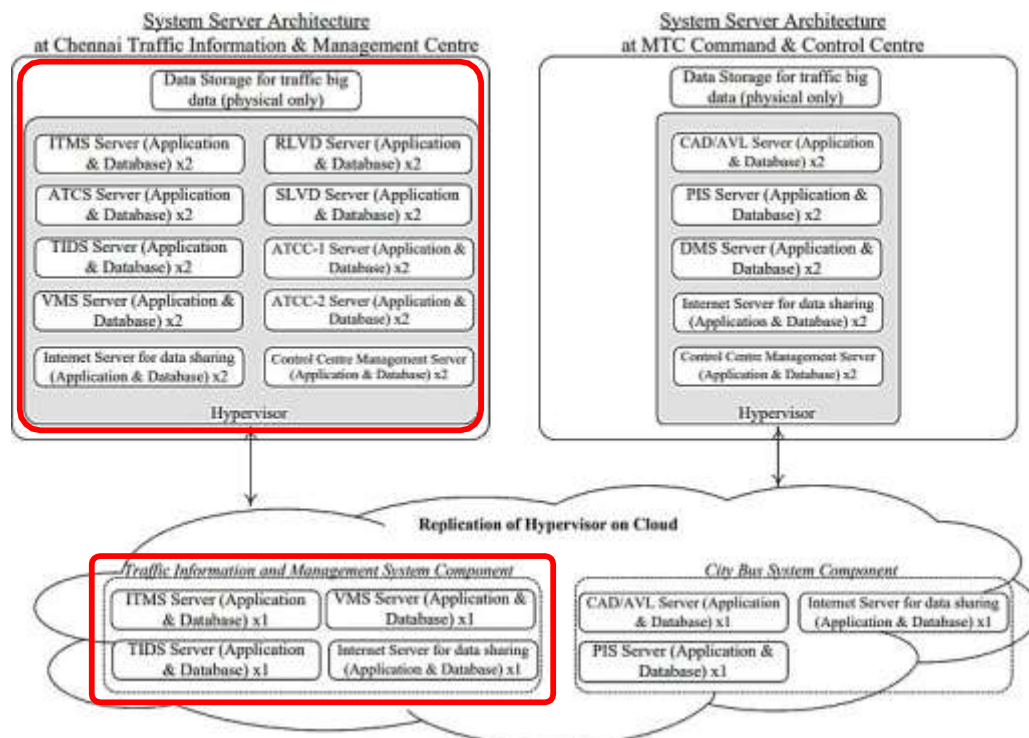 System Server Architecture
at Chennai Traffic Information & Management Centre
Data Storage for traffic big
data (physical only)
ITMS Server (Application
& Database) x2
RLVD Server (Application
& Database) x2
ATCS Server (Application
& Database) x2
SLVD Server (Application
& Database) x2
TIDS Server (Application
& Database) x2
ATCC-1 Server (Application &
Database) x2
VMS Server (Application &
Database) x2
ATCC-2 Server (Application &
Database) x2
Internet Server for data sharing
(Application & Database) x2
Control Centre Management Server
(Application & Database) x2
Hypervisor
System Server Architecture
at MTC Command & Control Centre
Data Storage for traffic big
data (physical only)
CAD/AVL Server (Application
& Database) x2
PIS Server (Application &
Database) x2
DMS Server (Application &
Database) x2
Internet Server for data sharing
(Application & Database) x2
Control Centre Management Server
(Application & Database) x2
Hypervisor
Replication of Hypervisor on Cloud
Traffic Information and Management System Component
ITMS Server (Application
& Database) x1
VMS Server (Application &
Database) x1
TIDS Server (Application
& Database) x1
Internet Server for data sharing
(Application & Database) x1
City Bus System Component
CAD/AVL Server (Application
& Database) x1
Internet Server for data sharing
(Application & Database) x1
PIS Server (Application &
Database) x1